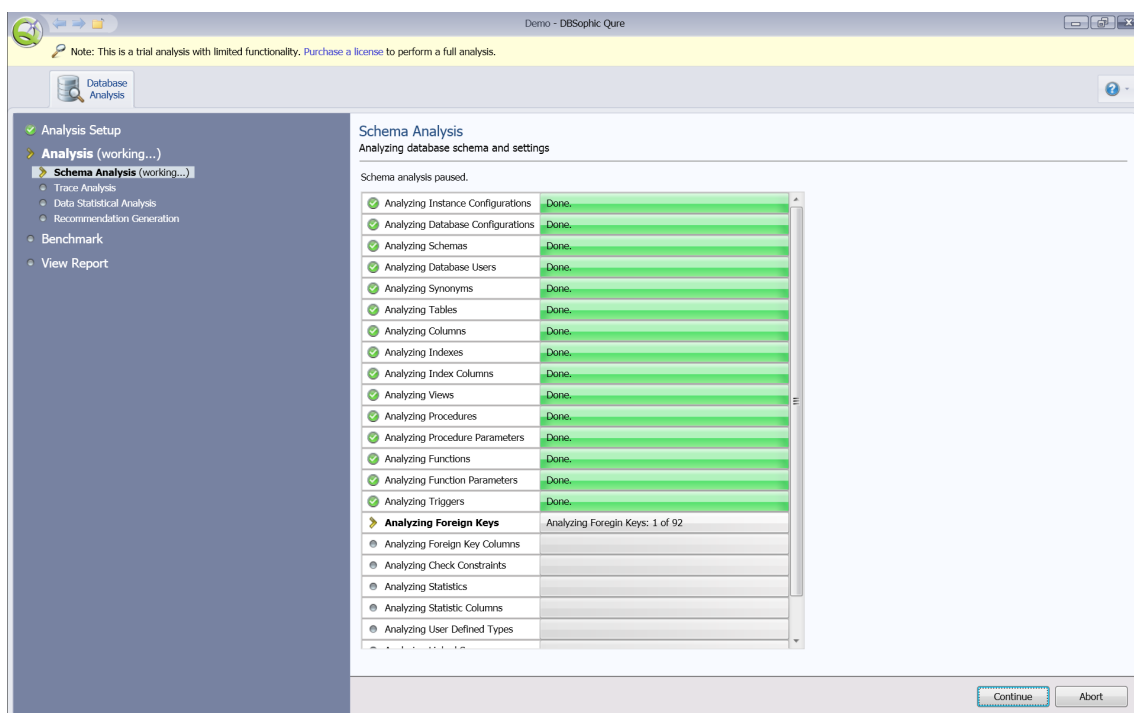 Demo - DBSophic Qure
Note: This is a trial analysis with limited functionality. Purchase a license to perform a full analysis.
Database
Analysis
Analysis Setup
Analysis (working...)
Schema Analysis (working...)
Trace Analysis
Data Statistical Analysis
Recommendation Generation
Benchmark
View Report
Schema Analysis
Analyzing database schema and settings
Schema analysis paused.
Analyzing Instance Configurations Done.
Analyzing Database Configurations Done.
Analyzing Schemas Done.
Analyzing Database Users Done.
Analyzing Synonyms Done.
Analyzing Tables Done.
Analyzing Columns Done.
Analyzing Indexes Done.
Analyzing Index Columns Done.
Analyzing Views Done.
Analyzing Procedures Done.
Analyzing Procedure Parameters Done.
Analyzing Functions Done.
Analyzing Function Parameters Done.
Analyzing Triggers Done.
Analyzing Foreign Keys Analyzing Foregin Keys: 1 of 92
Analyzing Foreign Key Columns
Analyzing Check Constraints
Analyzing Statistics
Analyzing Statistic Columns
Analyzing User Defined Types
Continue Abort